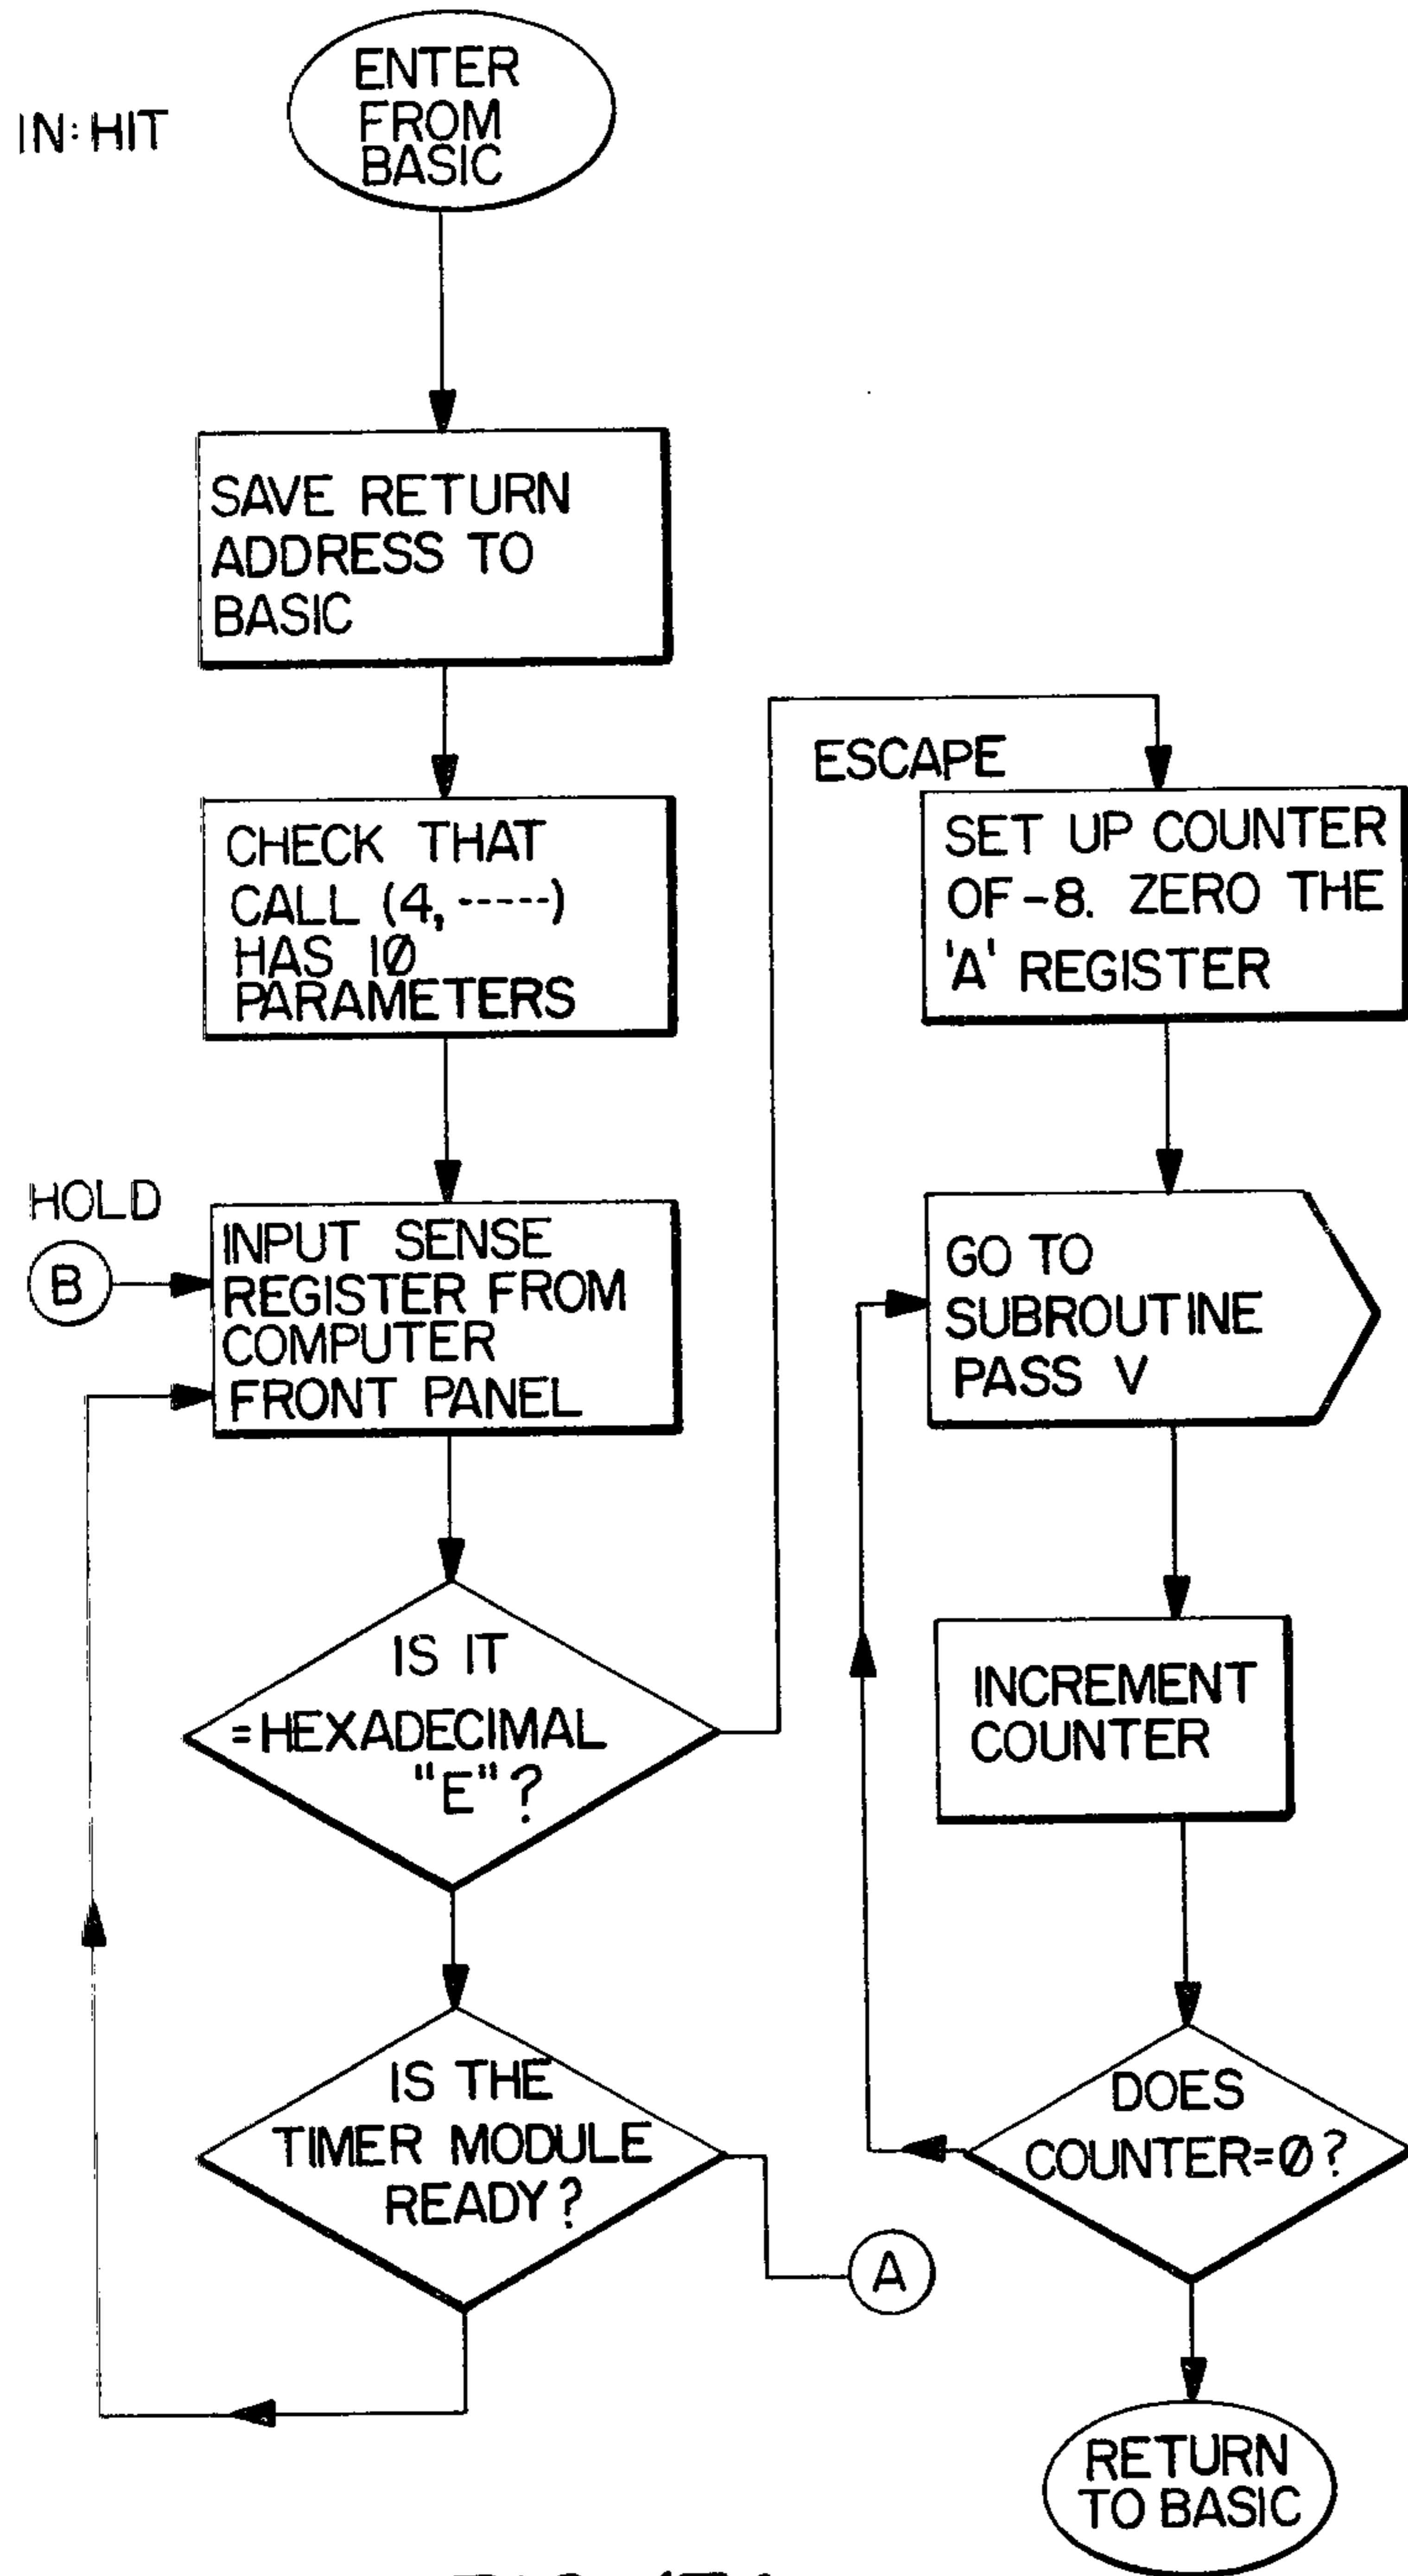 IN: HIT
ENTER
FROM
BASIC
SAVE RETURN
ADDRESS TO
BASIC
CHECK THAT
CALL (4, -----)
HAS 1Ø
PARAMETERS
HOLD
B
INPUT SENSE
REGISTER FROM
COMPUTER
FRONT PANEL
IS IT
=HEXADECIMAL
"E"?
IS THE
TIMER MODULE
READY?
A
ESCAPE
SET UP COUNTER
OF -8. ZERO THE
'A' REGISTER
GO TO
SUBROUTINE
PASS V
INCREMENT
COUNTER
DOES
COUNTER=Ø?
RETURN
TO BASIC